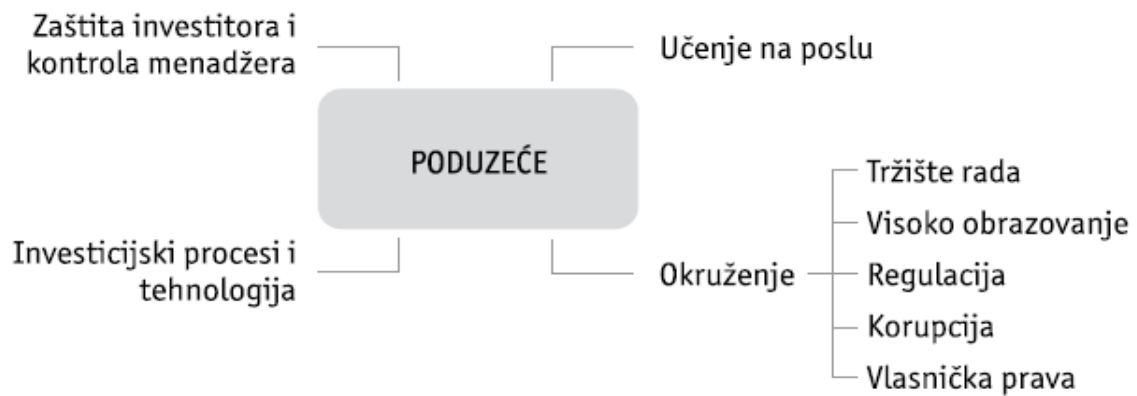 Zaštita investitora i
kontrola menadžera
Učenje na poslu
PODUZEĆE
Investicijski procesi i
tehnologija
Okruženje
Tržište rada
Visoko obrazovanje
Regulacija
Korupcija
Vlasnička prava